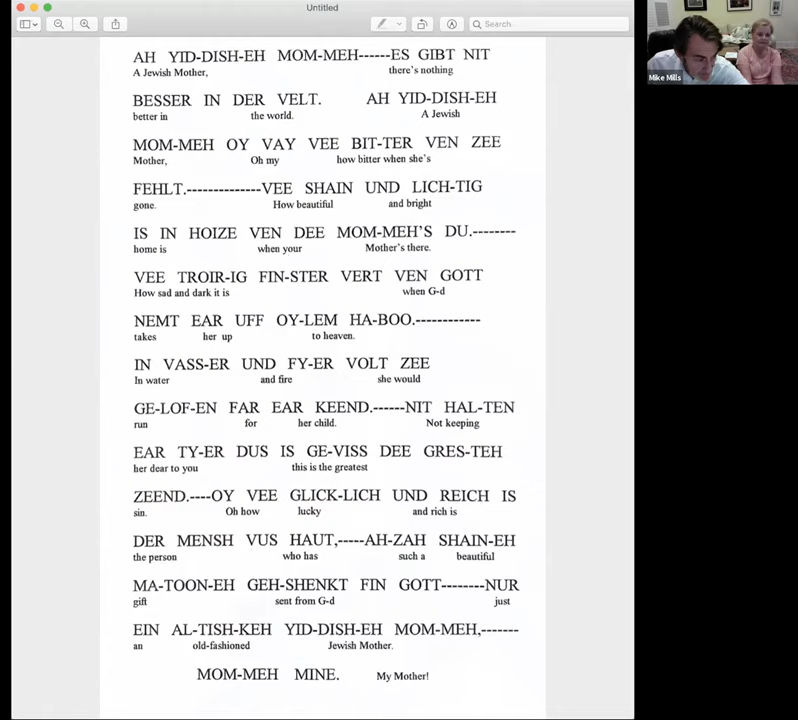 Untitled
Search
Mike Mills
AH YID-DISH-EH MOM-MEH------ES GIBT NIT
A Jewish Mother, there's nothing
BESSER IN DER VELT. AH YID-DISH-EH
better in the world. A Jewish
MOM-MEH OY VAY VEE BIT-TER VEN ZEE
Mother, Oh my how bitter when she's
FEHLT.--------------VEE SHAIN UND LICH-TIG
gone. How beautiful and bright
IS IN HOIZE VEN DEE MOM-MEH'S DU.--------
home is when your Mother's there.
VEE TROIR-IG FIN-STER VERT VEN GOTT
How sad and dark it is when G-d
NEMT EAR UFF OY-LEM HA-BOO.------------
takes her up to heaven.
IN VASS-ER UND FY-ER VOLT ZEE
In water and fire she would
GE-LOF-EN FAR EAR KEEND.------NIT HAL-TEN
run for her child. Not keeping
EAR TY-ER DUS IS GE-VISS DEE GRES-TEH
her dear to you this is the greatest
ZEEND.----OY VEE GLICK-LICH UND REICH IS
sin. Oh how lucky and rich is
DER MENSH VUS HAUT,-----AH-ZAH SHAIN-EH
the person who has such a beautiful
MA-TOON-EH GEH-SHENKT FIN GOTT--------NUR
gift sent from G-d just
EIN AL-TISH-KEH YID-DISH-EH MOM-MEH,-------
an old-fashioned Jewish Mother.
MOM-MEH MINE. My Mother!